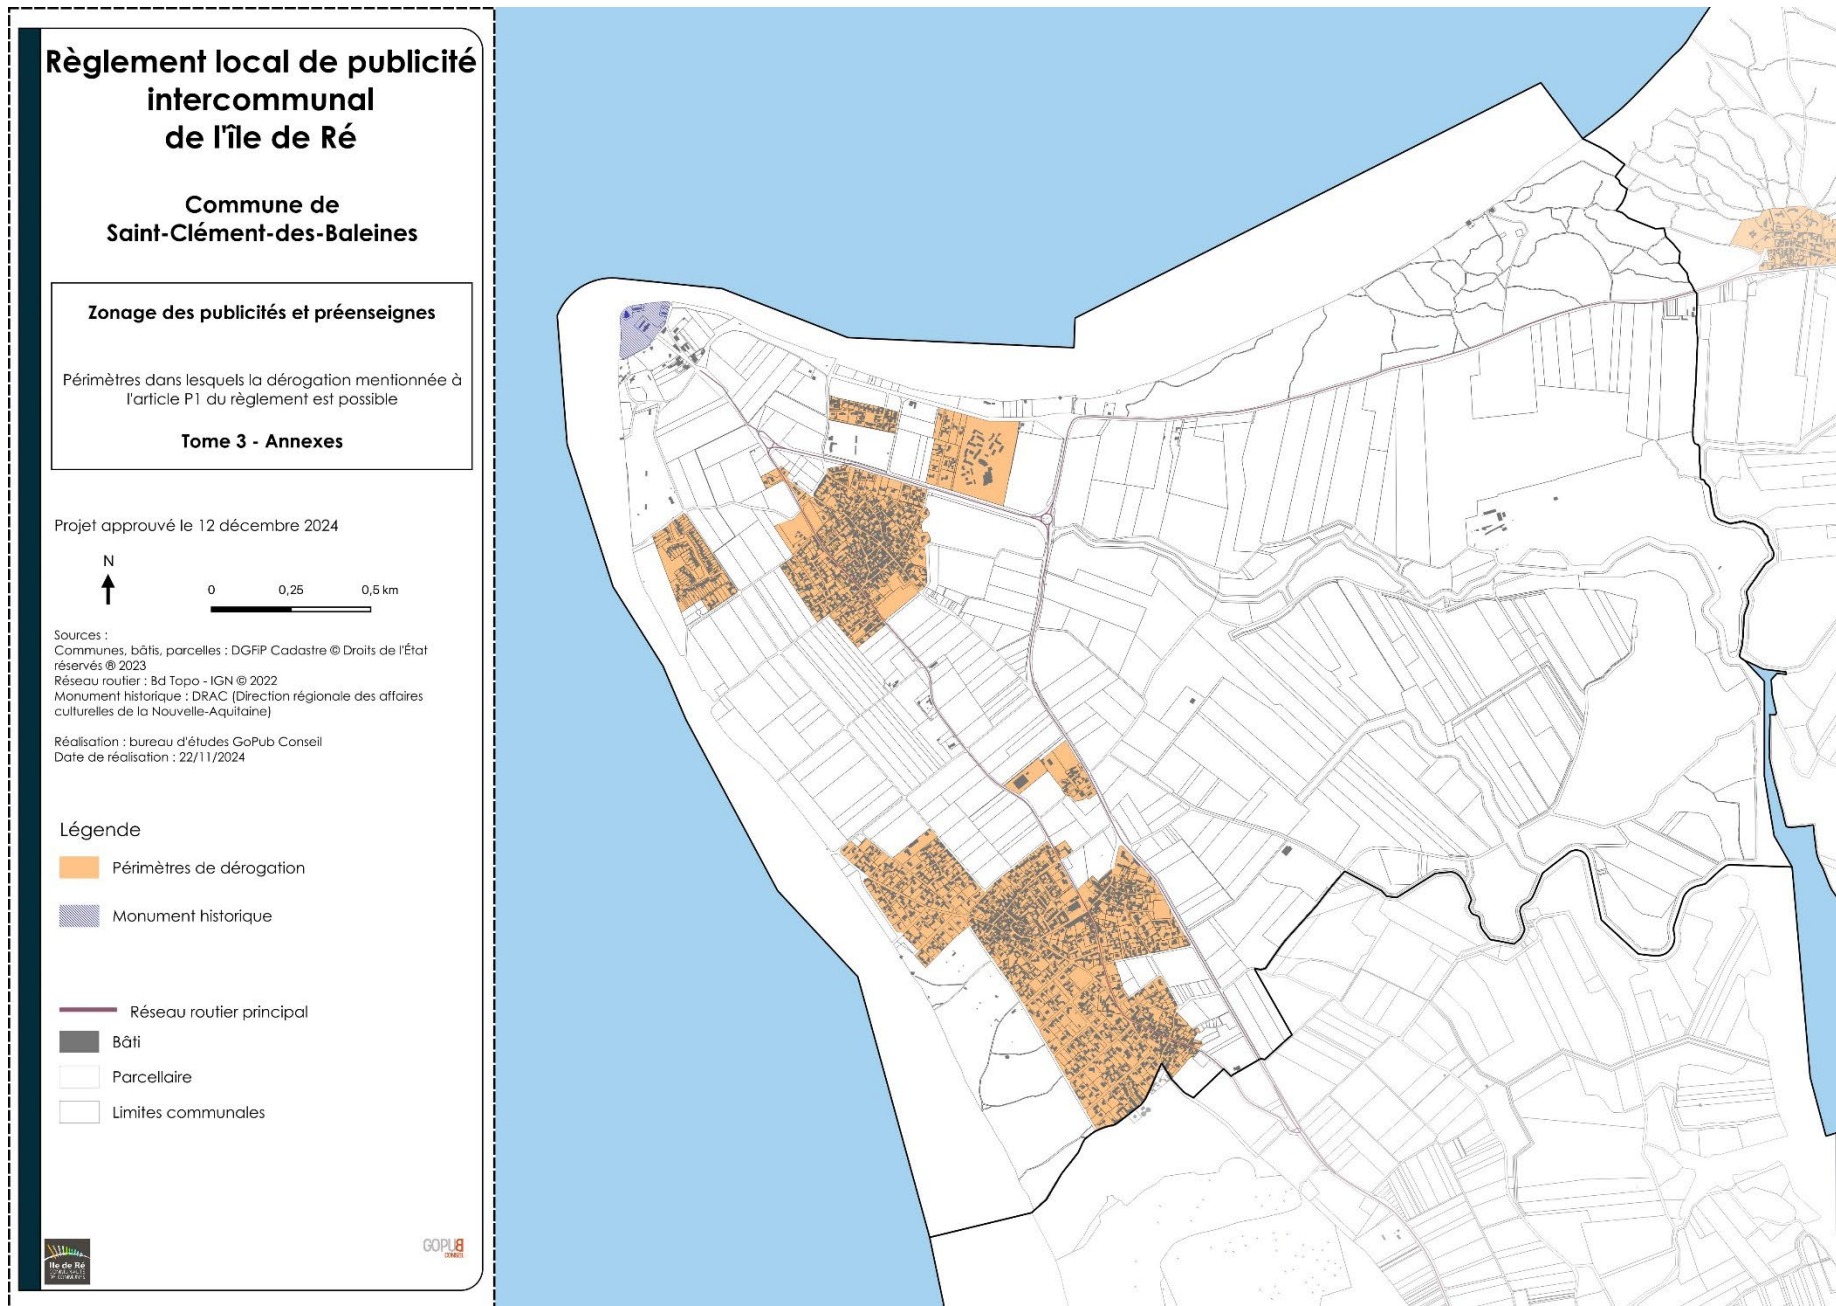 Règlement local de publicité
intercommunal
de l'île de Ré
Commune de
Saint-Clément-des-Baleines
Zonage des publicités et préenseignes
Périmètres dans lesquels la dérogation mentionnée à
l'article P1 du règlement est possible
Tome 3 - Annexes
Projet approuvé le 12 décembre 2024
N
0 0,25 0,5 km
Sources :
Communes, bâtis, parcelles : DGFiP Cadastre © Droits de l'État
réservés ® 2023
Réseau routier : Bd Topo - IGN © 2022
Monument historique : DRAC (Direction régionale des affaires
culturelles de la Nouvelle-Aquitaine)
Réalisation : bureau d'études GoPub Conseil
Date de réalisation : 22/11/2024
Légende
Périmètres de dérogation
Monument historique
Réseau routier principal
Bâti
Parcellaire
Limites communales
Ile de Ré
COMMUNAUTÉ
DE COMMUNES
GOPUB
CONSEIL